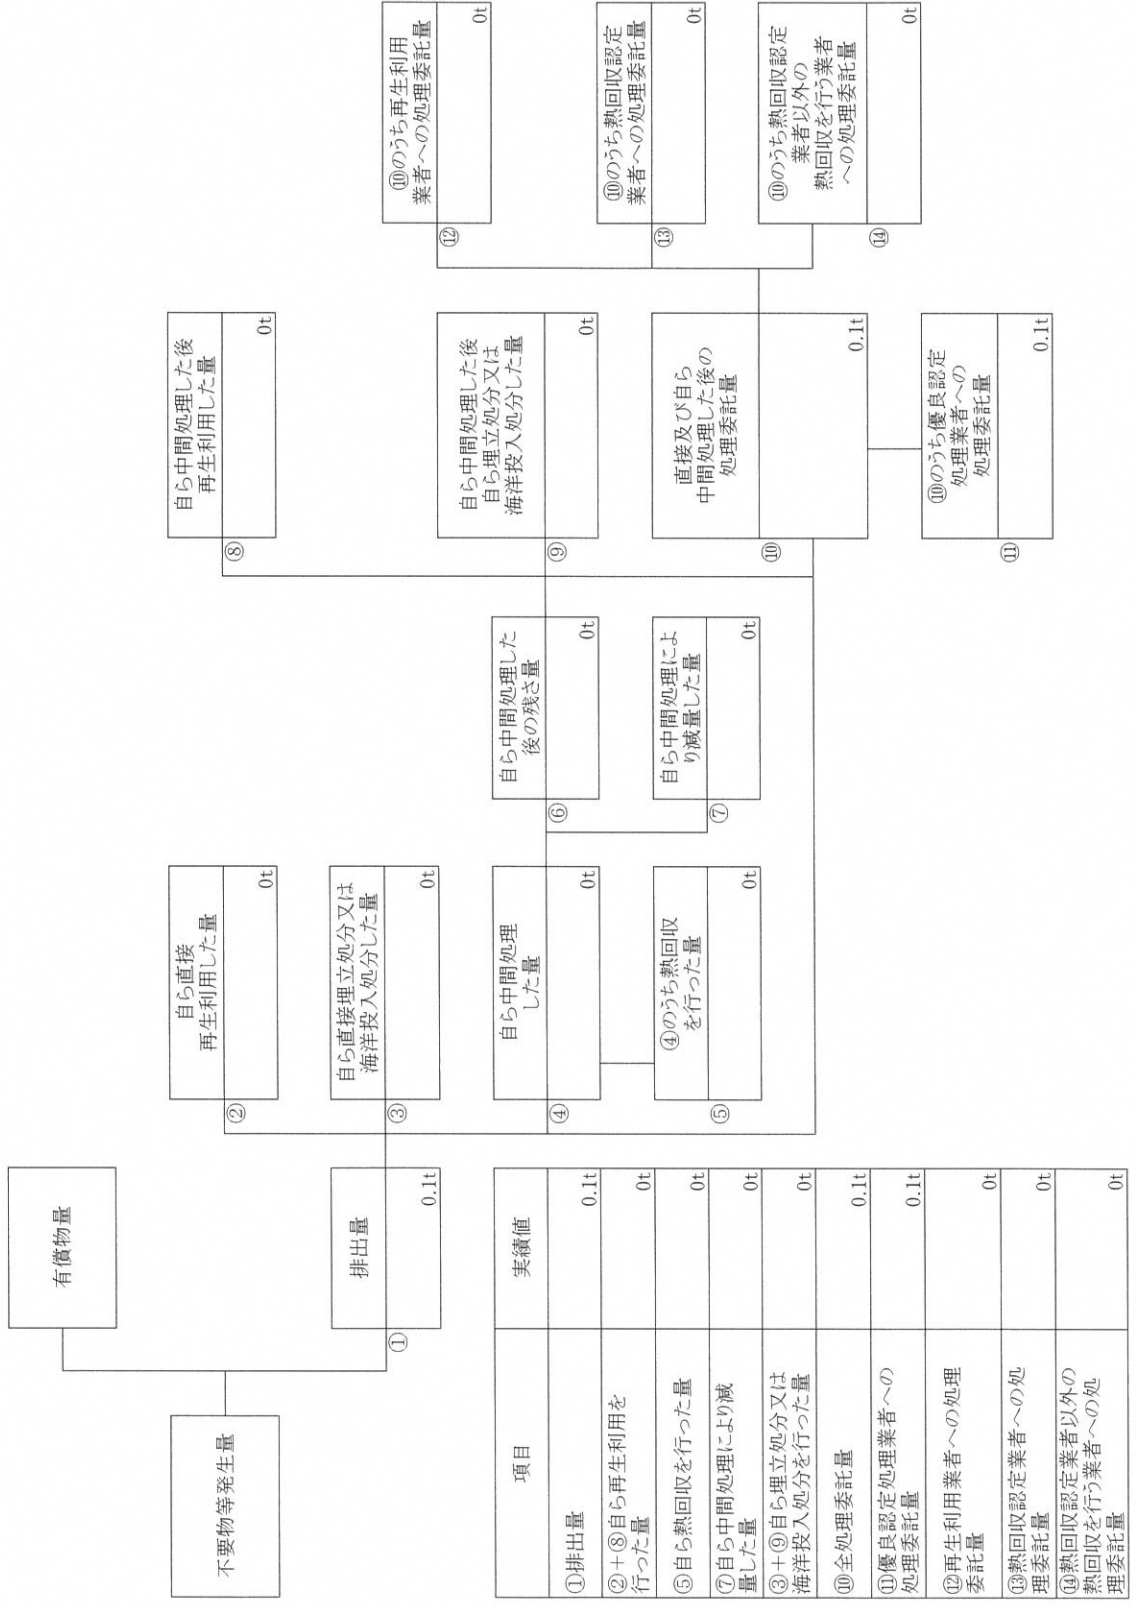 有償物量
不要物等発生量
①
排出量
0.1t
②
自ら直接
再生利用した量
0t
③
自ら直接埋立処分又は
海洋投入処分した量
0t
④
自ら中間処理
した量
0t
⑤
④のうち熱回収
を行った量
0t
⑥
自ら中間処理した
後の残さ量
0t
⑦
自ら中間処理によ
り減量した量
0t
⑧
自ら中間処理した後
再生利用した量
0t
⑨
自ら中間処理した後
自ら埋立処分又は
海洋投入処分した量
0t
⑩
直接及び自ら
中間処理した後の
処理委託量
0.1t
⑪
⑩のうち優良認定
処理業者への
処理委託量
0.1t
⑫
⑩のうち再生利用
業者への処理委託量
0t
⑬
⑩のうち熱回収認定
業者への処理委託量
0t
⑭
⑩のうち熱回収認定
業者以外の
熱回収を行う業者
への処理委託量
0t
項目 実績値
①排出量 0.1t
②+⑧自ら再生利用を
行った量 0t
⑤自ら熱回収を行った量 0t
⑦自ら中間処理により減
量した量 0t
③+⑨自ら埋立処分又は
海洋投入処分を行った量 0t
⑩全処理委託量 0.1t
⑪優良認定処理業者への
処理委託量 0.1t
⑫再生利用業者への処理
委託量 0t
⑬熱回収認定業者への処
理委託量 0t
⑭熱回収認定業者以外の
熱回収を行う業者への処
理委託量 0t